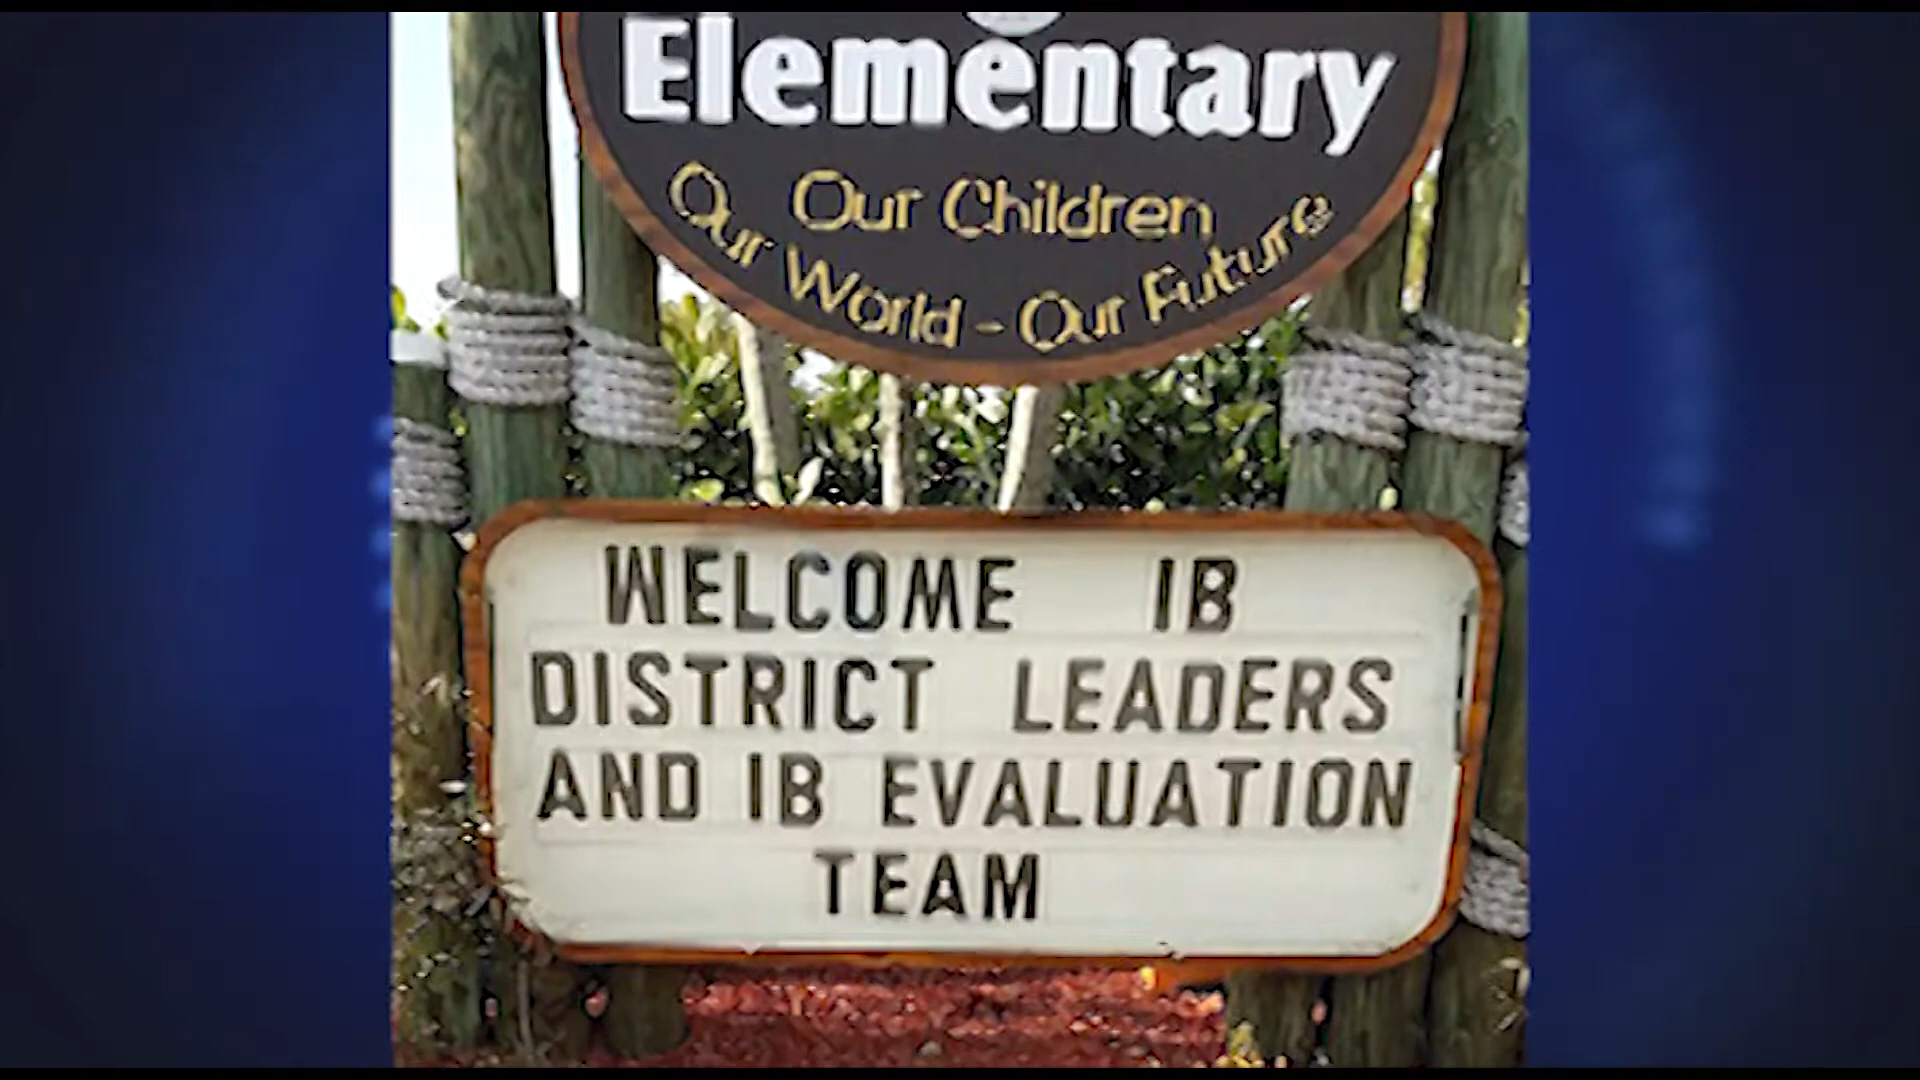 Elementary
Our Children
Our World - Our Future
WELCOME IB
DISTRICT LEADERS
AND IB EVALUATION
TEAM